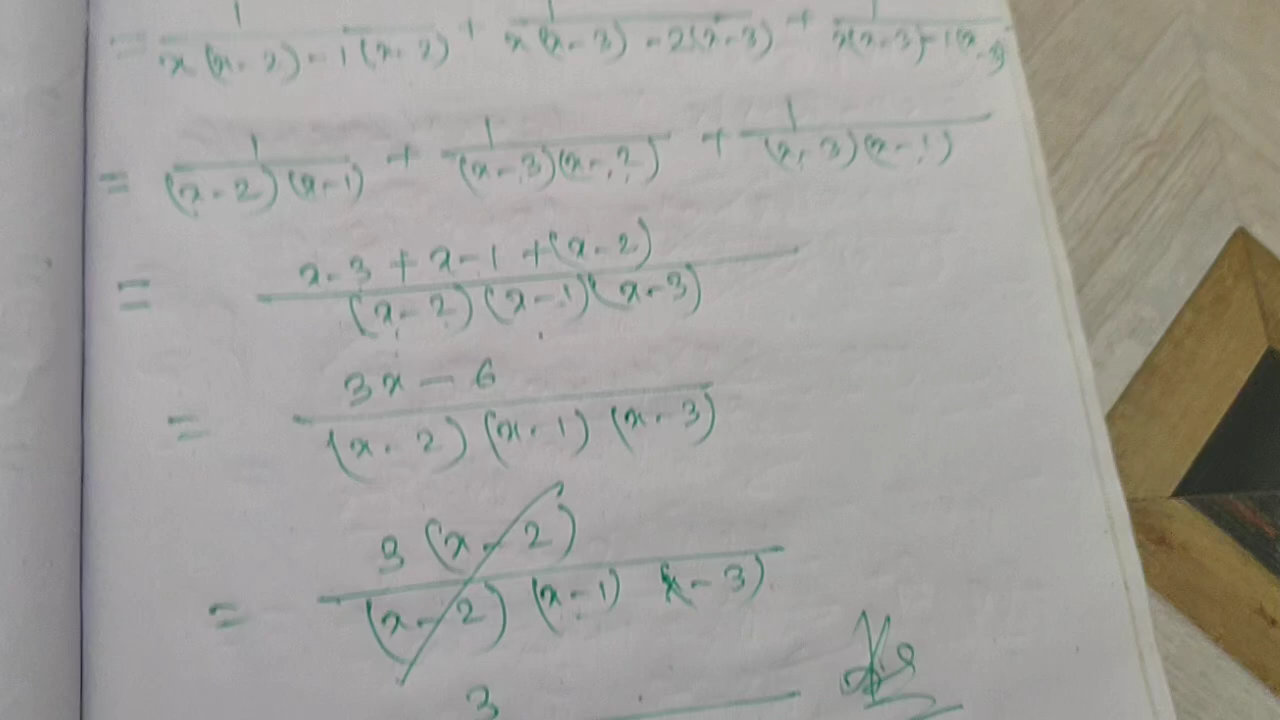 = 1/(x(x-2)-1(x-2)) + 1/(x(x-3)-2(x-3)) + 1/(x(x-3)-1(x-3))
= 1/((x-2)(x-1)) + 1/((x-3)(x-2)) + 1/((x-3)(x-1))
= (x-3+x-1+(x-2))/((x-2)(x-1)(x-3))
= (3x-6)/((x-2)(x-1)(x-3))
= 3(x-2)/((x-2)(x-1)(x-3))
3